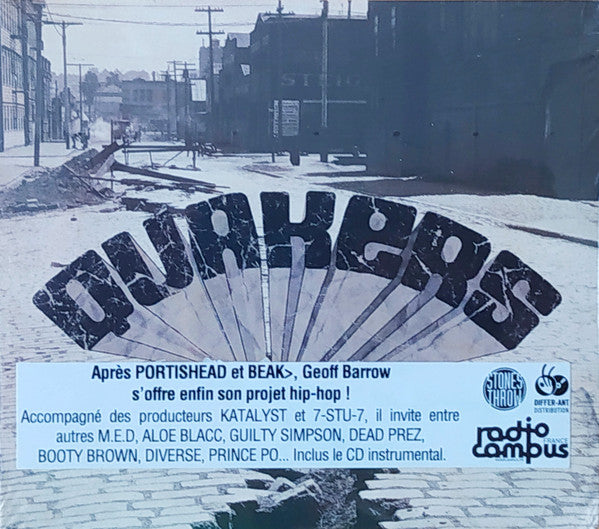 STEI
QUAKERS
Après PORTISHEAD et BEAK>, Geoff Barrow
s'offre enfin son projet hip-hop !
Accompagné des producteurs KATALYST et 7-STU-7, il invite entre
autres M.E.D, ALOE BLACC, GUILTY SIMPSON, DEAD PREZ,
BOOTY BROWN, DIVERSE, PRINCE PO... Inclus le CD instrumental.
STONES
THROW
DIFFER-ANT
DISTRIBUTION
radio
campus
FRANCE